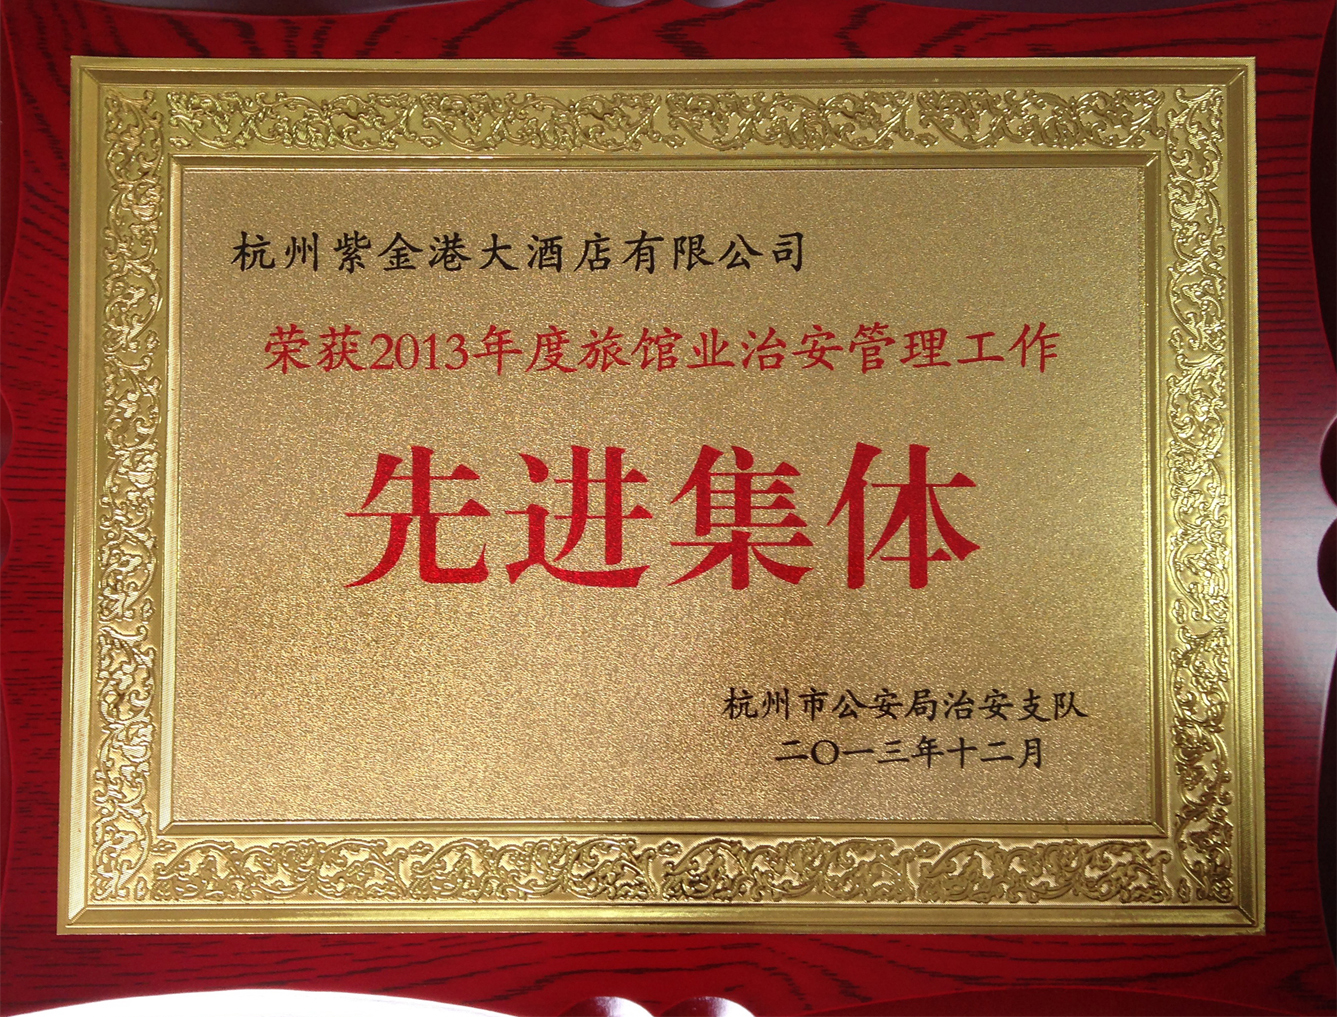 杭州紫金港大酒店有限公司
荣获2013年度旅馆业治安管理工作
先进集体
杭州市公安局治安支队
二〇一三年十二月